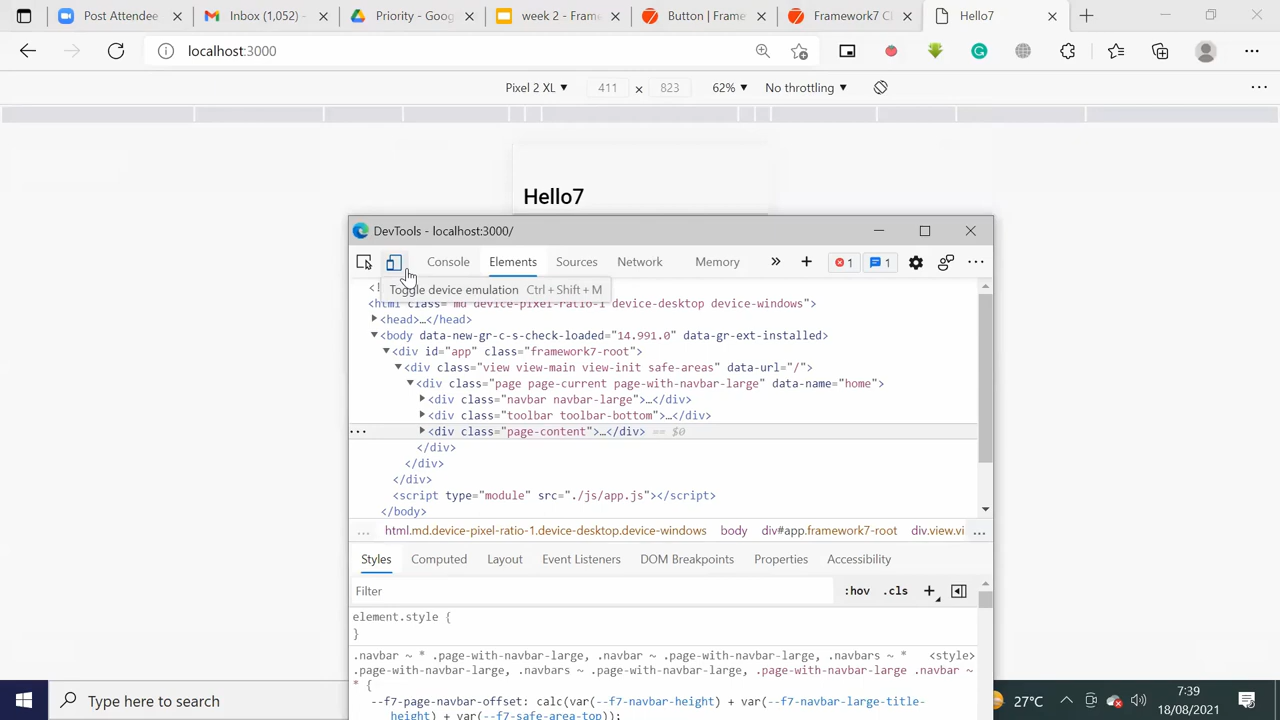 Post Attendee
Inbox (1,052) -
Priority - Goog
week 2 - Frame
Button | Frame
Framework7 Cl
Hello7
localhost:3000
Pixel 2 XL
411
×
823
62%
No throttling
Hello7
DevTools - localhost:3000/
Console
Elements
Sources
Network
Memory
1
1
Toggle device emulation Ctrl + Shift + M
<html class="md device-pixel-ratio-1 device-desktop device-windows">
<head>…</head>
<body data-new-gr-c-s-check-loaded="14.991.0" data-gr-ext-installed>
<div id="app" class="framework7-root">
<div class="view view-main view-init safe-areas" data-url="/">
<div class="page page-current page-with-navbar-large" data-name="home">
<div class="navbar navbar-large">…</div>
<div class="toolbar toolbar-bottom">…</div>
<div class="page-content">…</div> == $0
</div>
</div>
</div>
<script type="module" src="./js/app.js"></script>
</body>
… html.md.device-pixel-ratio-1.device-desktop.device-windows body div#app.framework7-root div.view.vi …
Styles
Computed
Layout
Event Listeners
DOM Breakpoints
Properties
Accessibility
Filter
:hov
.cls
element.style {
}
.navbar ~ * .page-with-navbar-large, .navbar ~ .page-with-navbar-large, .navbars ~ * <style>
.page-with-navbar-large, .navbars ~ .page-with-navbar-large, .page-with-navbar-large .navbar ~
* {
--f7-page-navbar-offset: calc(var(--f7-navbar-height) + var(--f7-navbar-large-title-
height) + var(--f7-safe-area-top));
Type here to search
27°C
7:39
18/08/2021